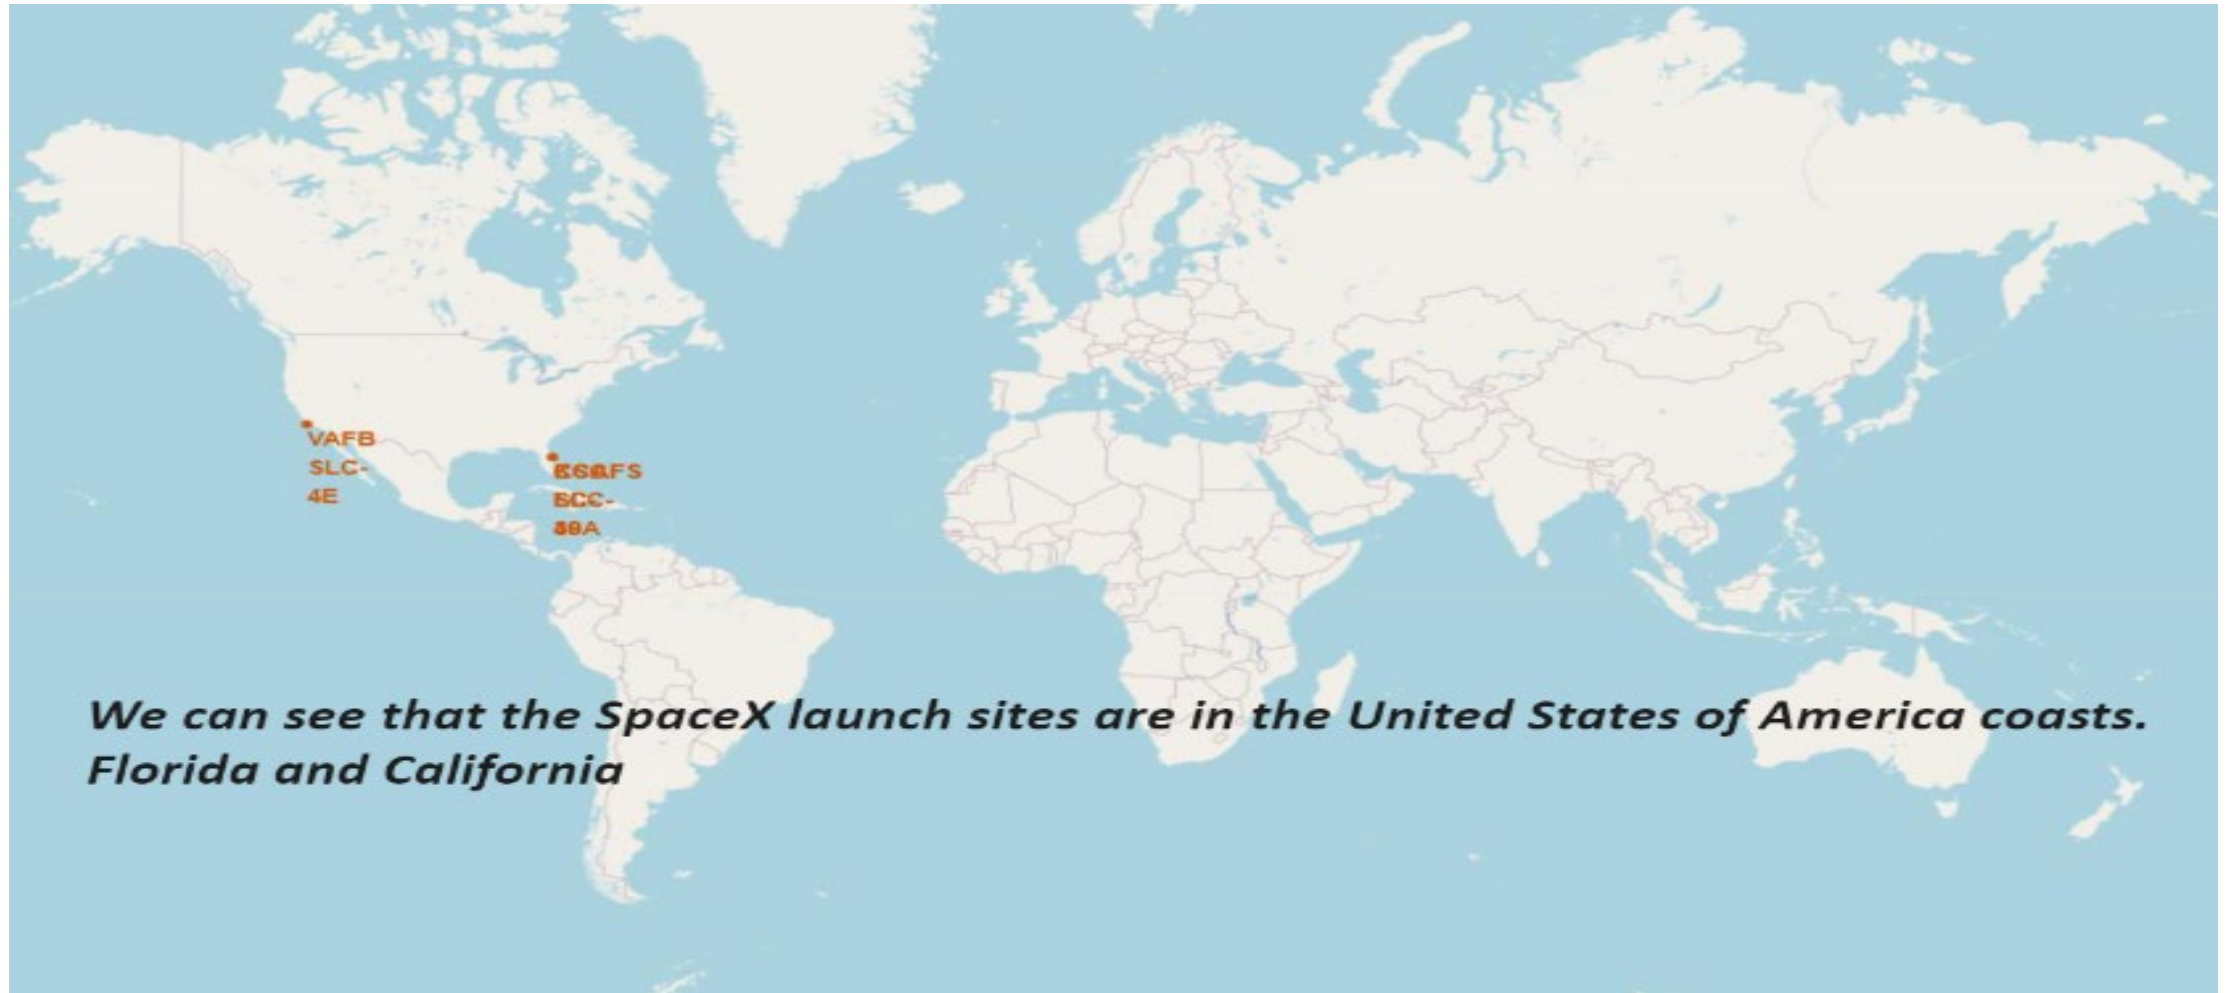 VAFB
SLC-
4E
We can see that the SpaceX launch sites are in the United States of America coasts.
Florida and California